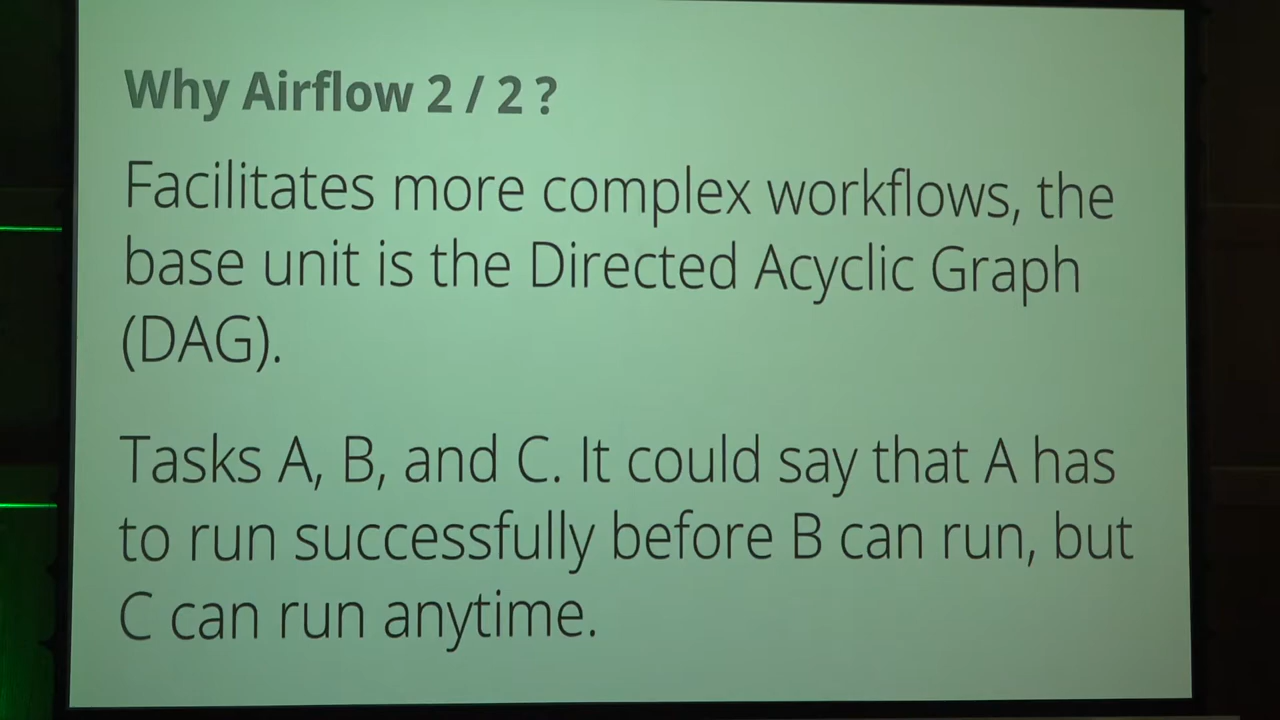 Why Airflow 2 / 2 ?
Facilitates more complex workflows, the
base unit is the Directed Acyclic Graph
(DAG).
Tasks A, B, and C. It could say that A has
to run successfully before B can run, but
C can run anytime.